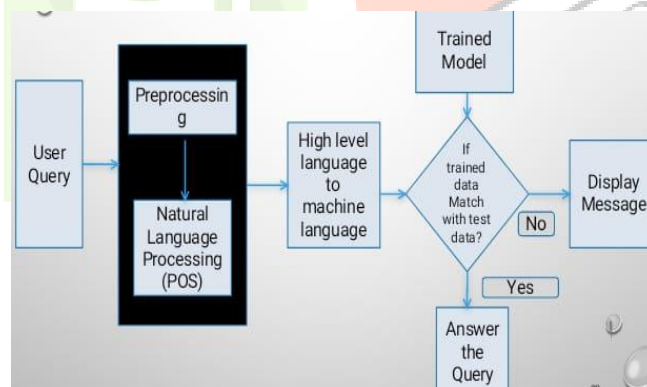 User
Query
Preprocessin
g
Natural
Language
Processing
(POS)
High level
language
to
machine
language
Trained
Model
If
trained
data
Match
with test
data?
No
Display
Message
Yes
Answer
the
Query